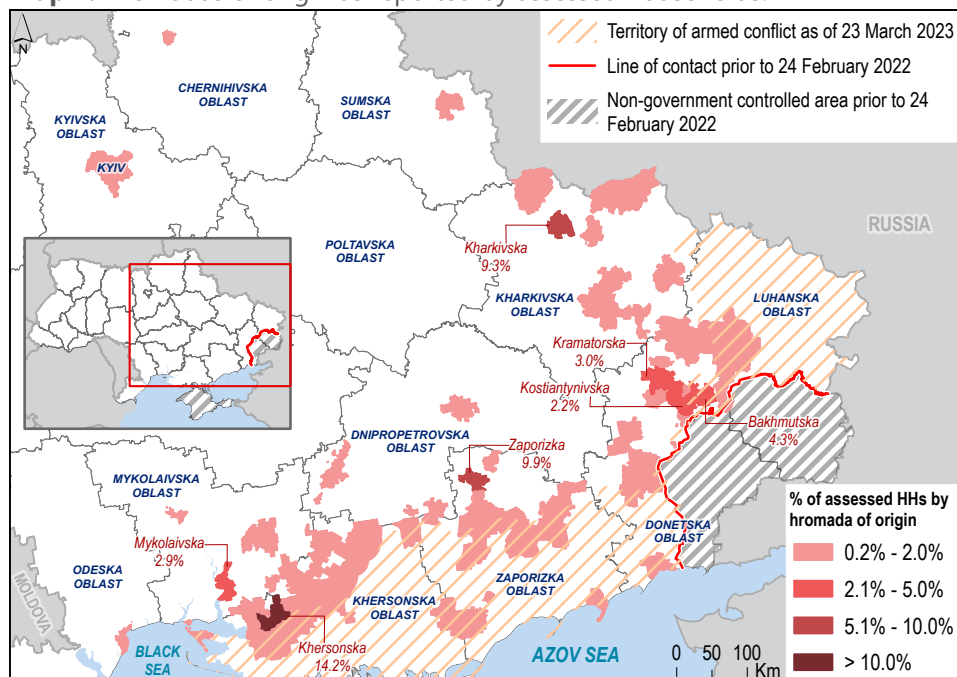 N
Territory of armed conflict as of 23 March 2023
Line of contact prior to 24 February 2022
Non-government controlled area prior to 24
February 2022
CHERNIHIVSKA
OBLAST
SUMSKA
OBLAST
KYIVSKA
OBLAST
KYIV
RUSSIA
POLTAVSKA
OBLAST
Kharkivska
9.3%
KHARKIVSKA
OBLAST
LUHANSKA
OBLAST
Kramatorska
3.0%
Kostiantynivska
2.2%
Bakhmutska
4.3%
DNIPROPETROVSKA
OBLAST
Zaporizka
9.9%
MYKOLAIVSKA
OBLAST
Mykolaivska
2.9%
DONETSKA
OBLAST
ODESKA
OBLAST
MOLDOVA
KHERSONSKA
OBLAST
ZAPORIZKA
OBLAST
Khersonska
14.2%
BLACK
SEA
AZOV SEA
0 50 100
Km
% of assessed HHs by
hromada of origin
0.2% - 2.0%
2.1% - 5.0%
5.1% - 10.0%
> 10.0%